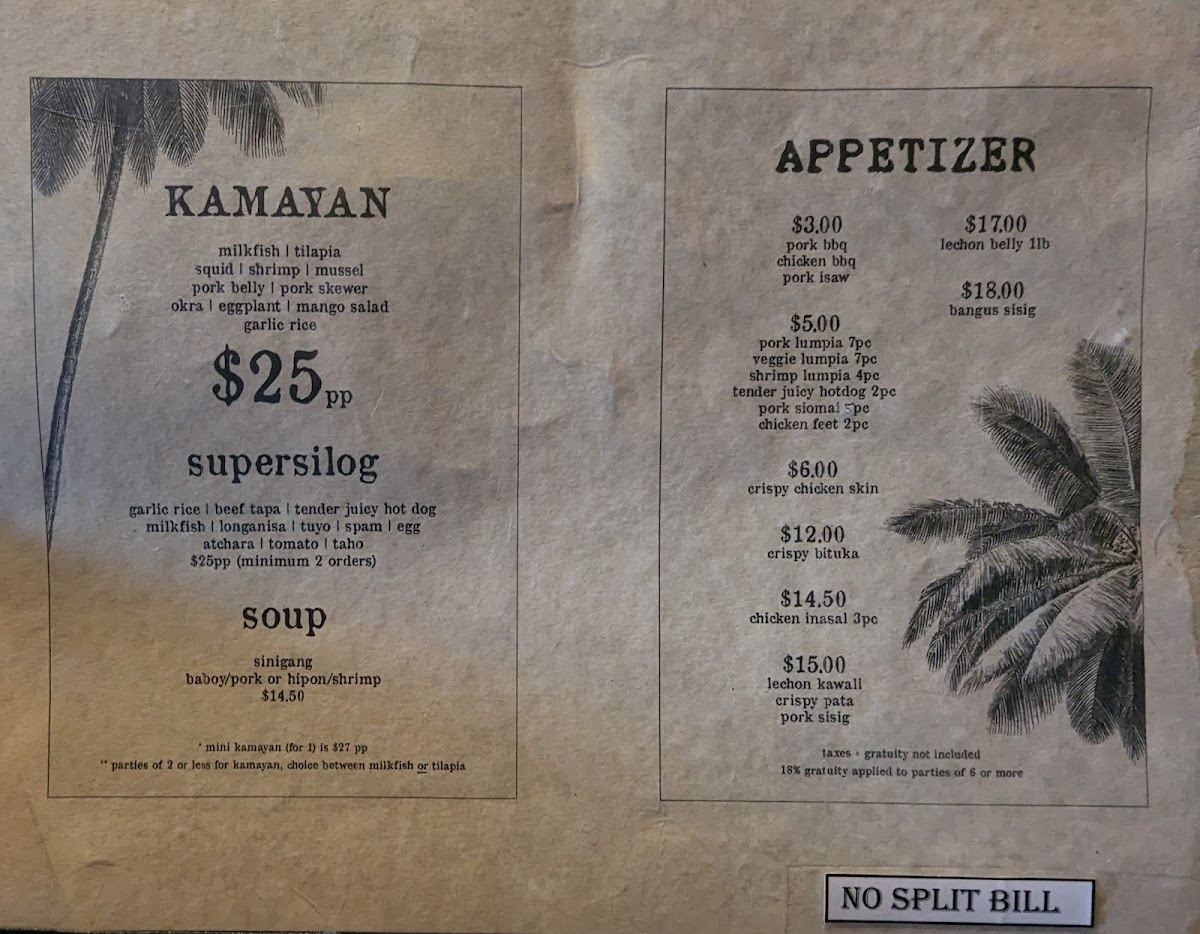 KAMAYAN
milkfish | tilapia
squid | shrimp | mussel
pork belly | pork skewer
okra | eggplant | mango salad
garlic rice
$25pp
supersilog
garlic rice | beef tapa | tender juicy hot dog
milkfish | longanisa | tuyo | spam | egg
atchara | tomato | taho
$25pp (minimum 2 orders)
soup
sinigang
baboy/pork or hipon/shrimp
$14.50
* mini kamayan (for 1) is $27 pp
** parties of 2 or less for kamayan, choice between milkfish or tilapia
APPETIZER
$3.00
pork bbq
chicken bbq
pork isaw
$5.00
pork lumpia 7pc
veggie lumpia 7pc
shrimp lumpia 4pc
tender juicy hotdog 2pc
pork siomai 5pc
chicken feet 2pc
$6.00
crispy chicken skin
$12.00
crispy bituka
$14.50
chicken inasal 3pc
$15.00
lechon kawali
crispy pata
pork sisig
$17.00
lechon belly 1lb
$18.00
bangus sisig
taxes + gratuity not included
18% gratuity applied to parties of 6 or more
NO SPLIT BILL